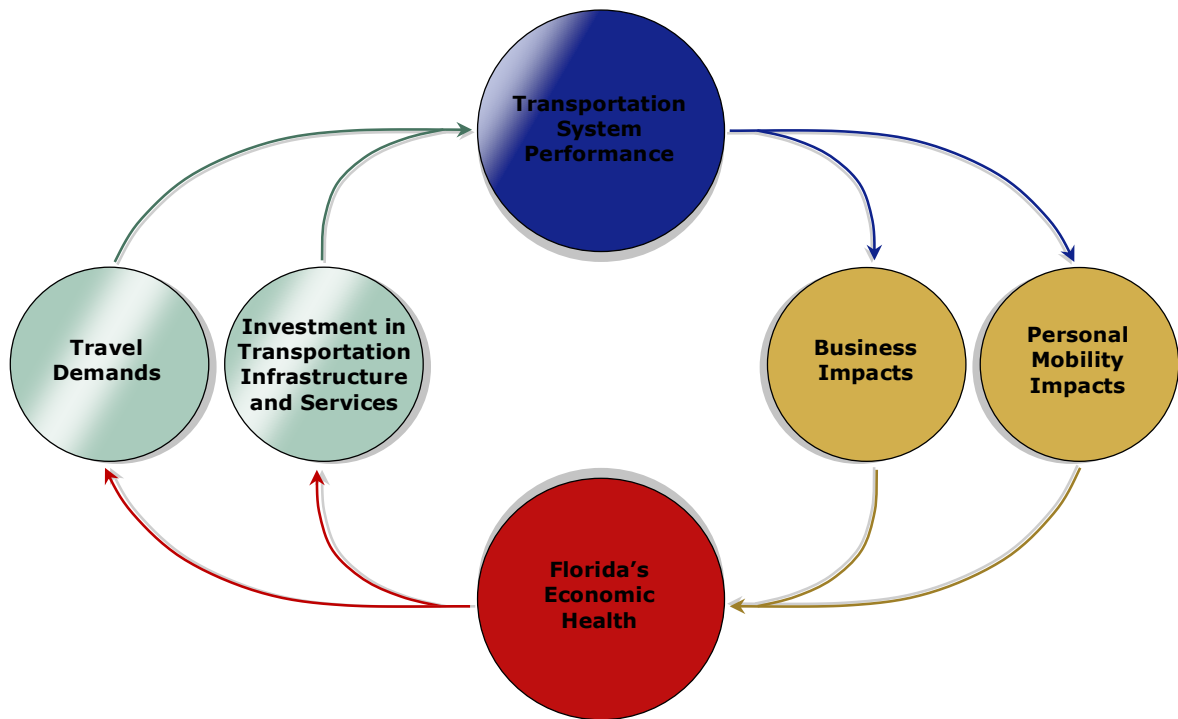 Transportation
System
Performance
Travel
Demands
Investment in
Transportation
Infrastructure
and Services
Business
Impacts
Personal
Mobility
Impacts
Florida’s
Economic
Health